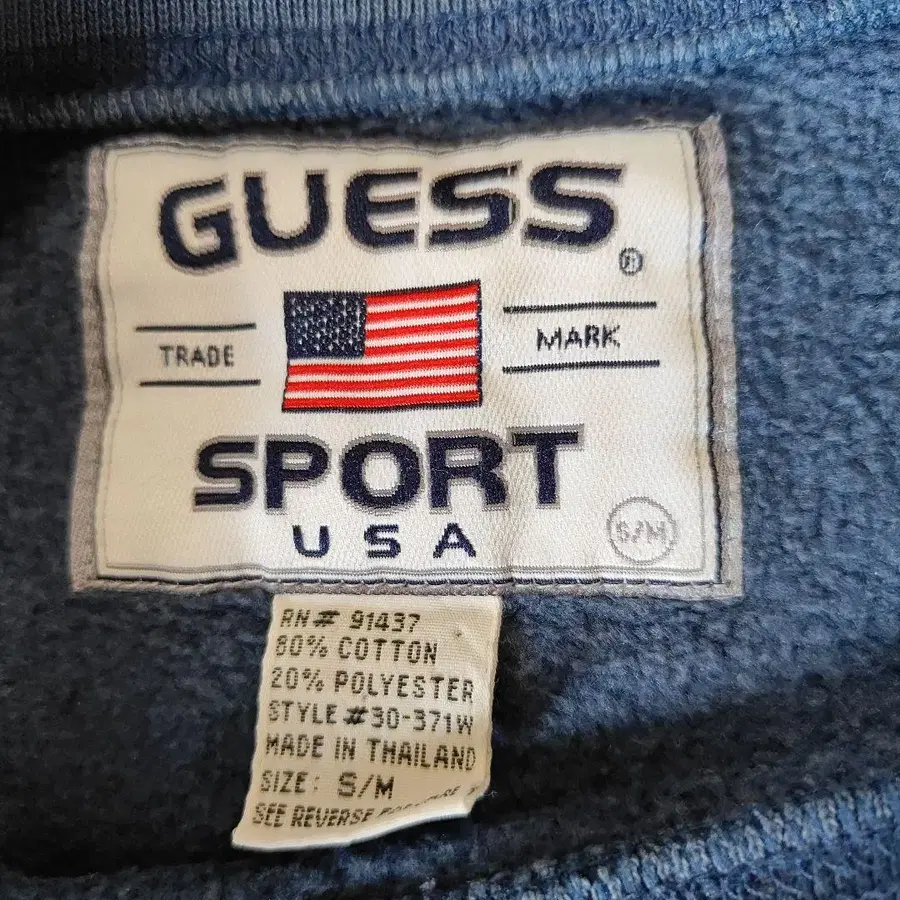 GUESS®
TRADE MARK
SPORT
USA
S/M
RN# 91437
80% COTTON
20% POLYESTER
STYLE#30-371W
MADE IN THAILAND
SIZE: S/M
SEE REVERSE